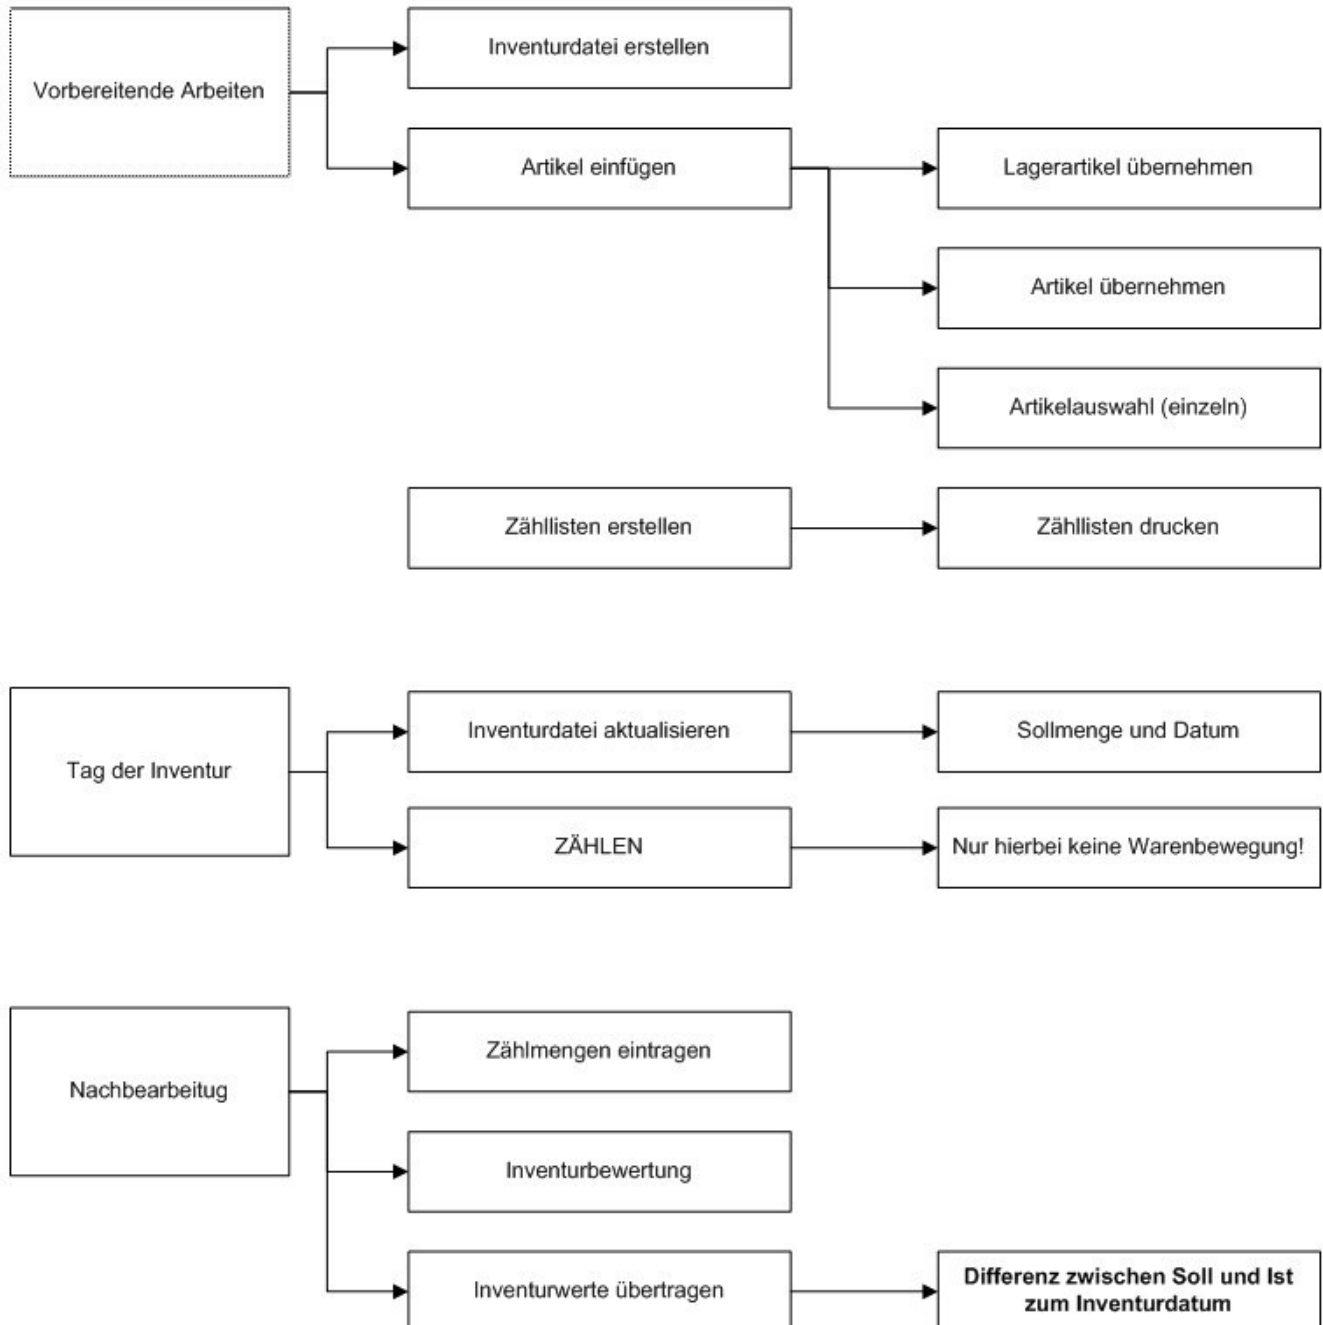 Vorbereitende Arbeiten
Inventurdatei erstellen
Artikel einfügen
Lagerartikel übernehmen
Artikel übernehmen
Artikelauswahl (einzeln)
Zähllisten erstellen
Zähllisten drucken
Tag der Inventur
Inventurdatei aktualisieren
Sollmenge und Datum
ZÄHLEN
Nur hierbei keine Warenbewegung!
Nachbearbeitug
Zählmengen eintragen
Inventurbewertung
Inventurwerte übertragen
Differenz zwischen Soll und Ist
zum Inventurdatum